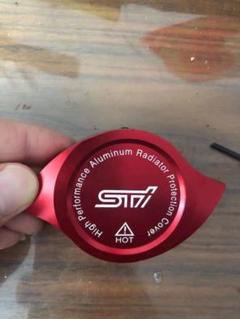 High Performance Aluminum Radiator Protection Cover
STI
HOT